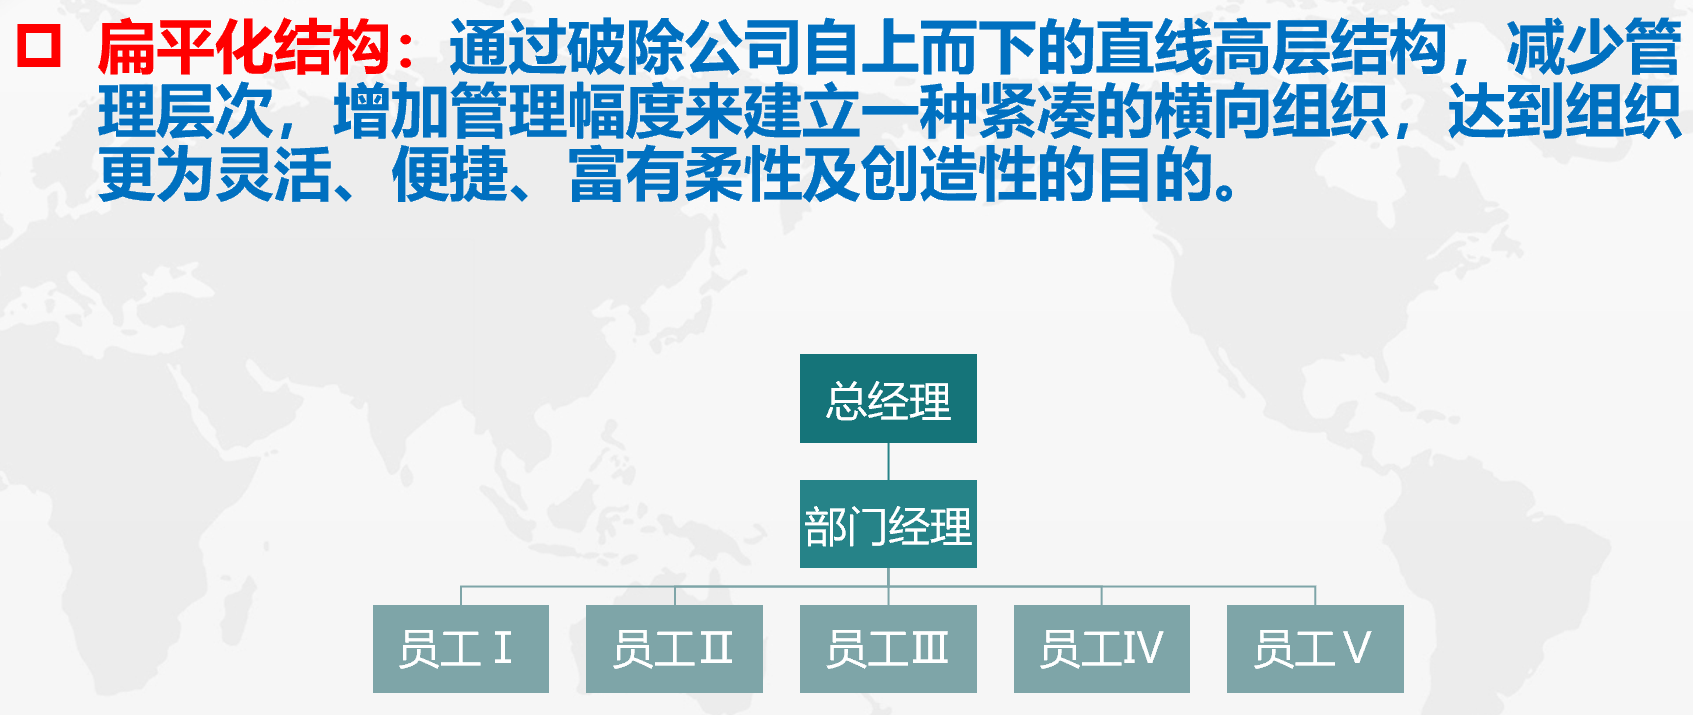 扁平化结构：通过破除公司自上而下的直线高层结构，减少管
理层次，增加管理幅度来建立一种紧凑的横向组织，达到组织
更为灵活、便捷、富有柔性及创造性的目的。
总经理
部门经理
员工Ⅰ
员工Ⅱ
员工Ⅲ
员工Ⅳ
员工Ⅴ